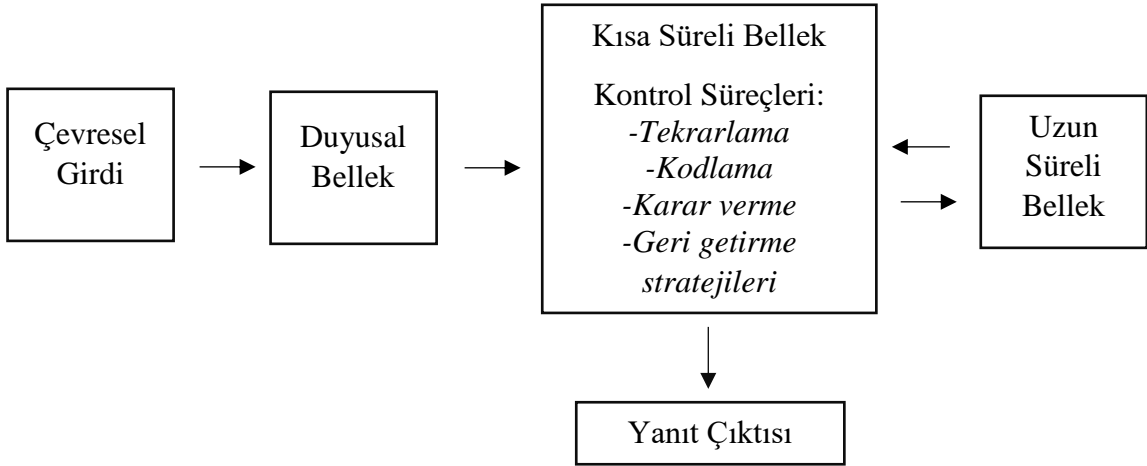 Çevresel
Girdi
Duyusal
Bellek
Kısa Süreli Bellek
Kontrol Süreçleri:
-Tekrarlama
-Kodlama
-Karar verme
-Geri getirme
stratejileri
Uzun
Süreli
Bellek
Yanıt Çıktısı